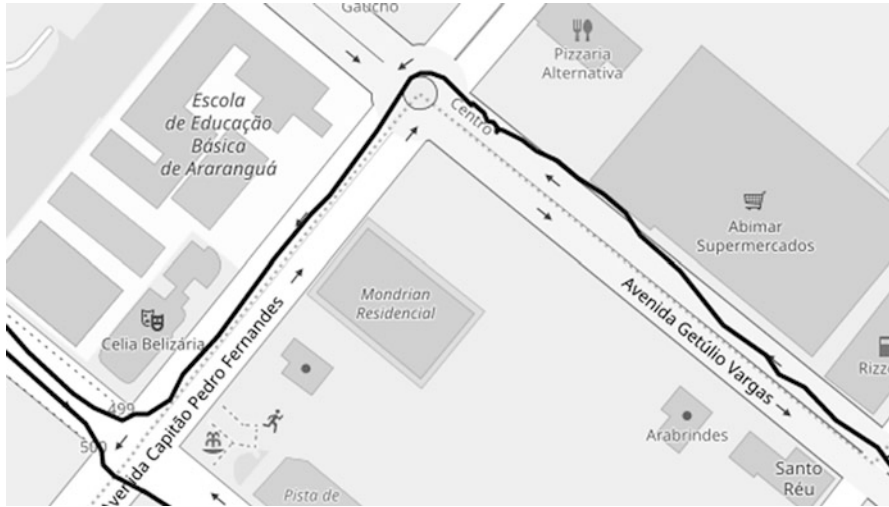 Gaúcho
Pizzaria
Alternativa
Escola
de Educação
Básica
de Araranguá
Centro
Abimar
Supermercados
Mondrian
Residencial
Avenida Getúlio Vargas
Celia Belizária
Avenida Capitão Pedro Fernandes
499
500
Arabrindes
Santo
Réu
Pista de